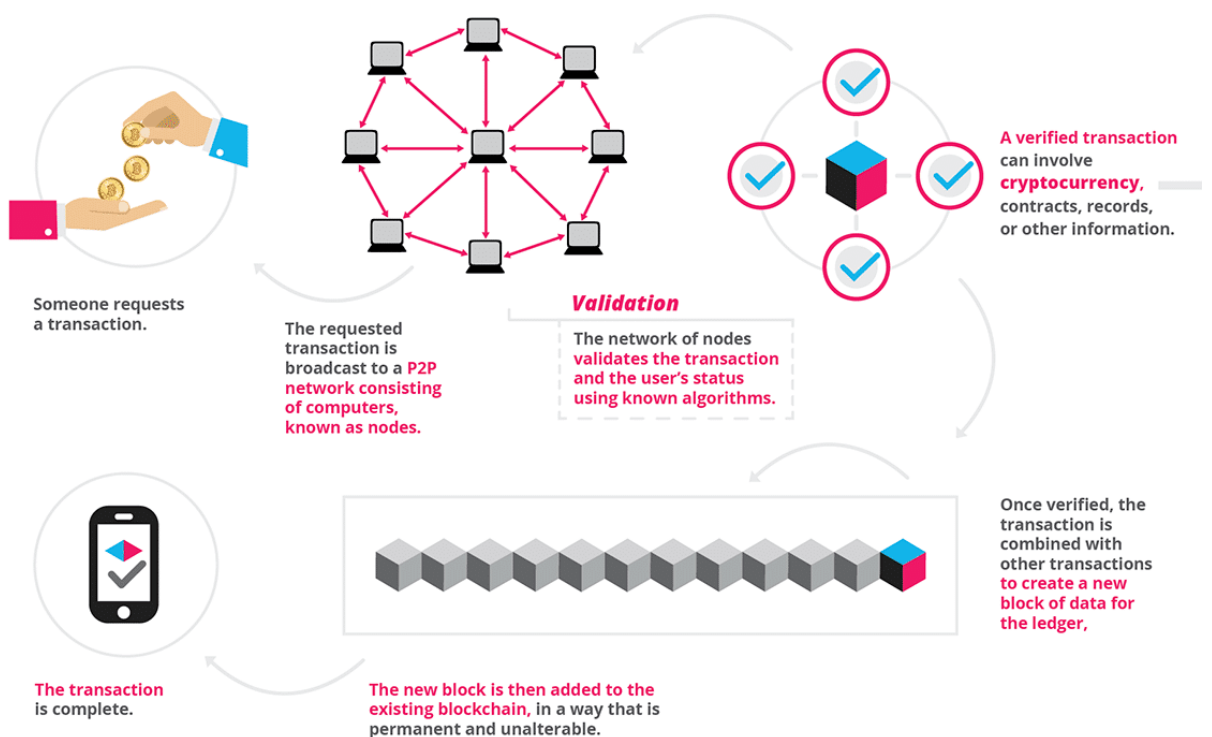 Someone requests
a transaction.
The requested
transaction is
broadcast to a P2P
network consisting
of computers,
known as nodes.
Validation
The network of nodes
validates the transaction
and the user's status
using known algorithms.
A verified transaction
can involve
cryptocurrency,
contracts, records,
or other information.
Once verified, the
transaction is
combined with
other transactions
to create a new
block of data for
the ledger,
The new block is then added to the
existing blockchain, in a way that is
permanent and unalterable.
The transaction
is complete.